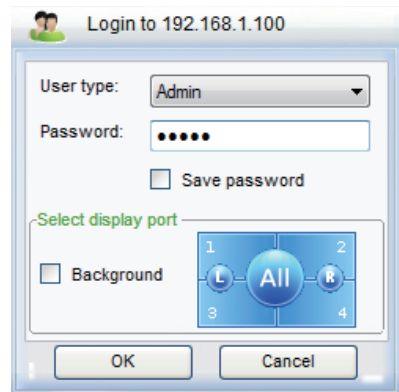 Login to 192.168.1.100
User type: Admin
Password: •••••
Save password
Select display port
1 2
Background L All R
3 4
OK Cancel